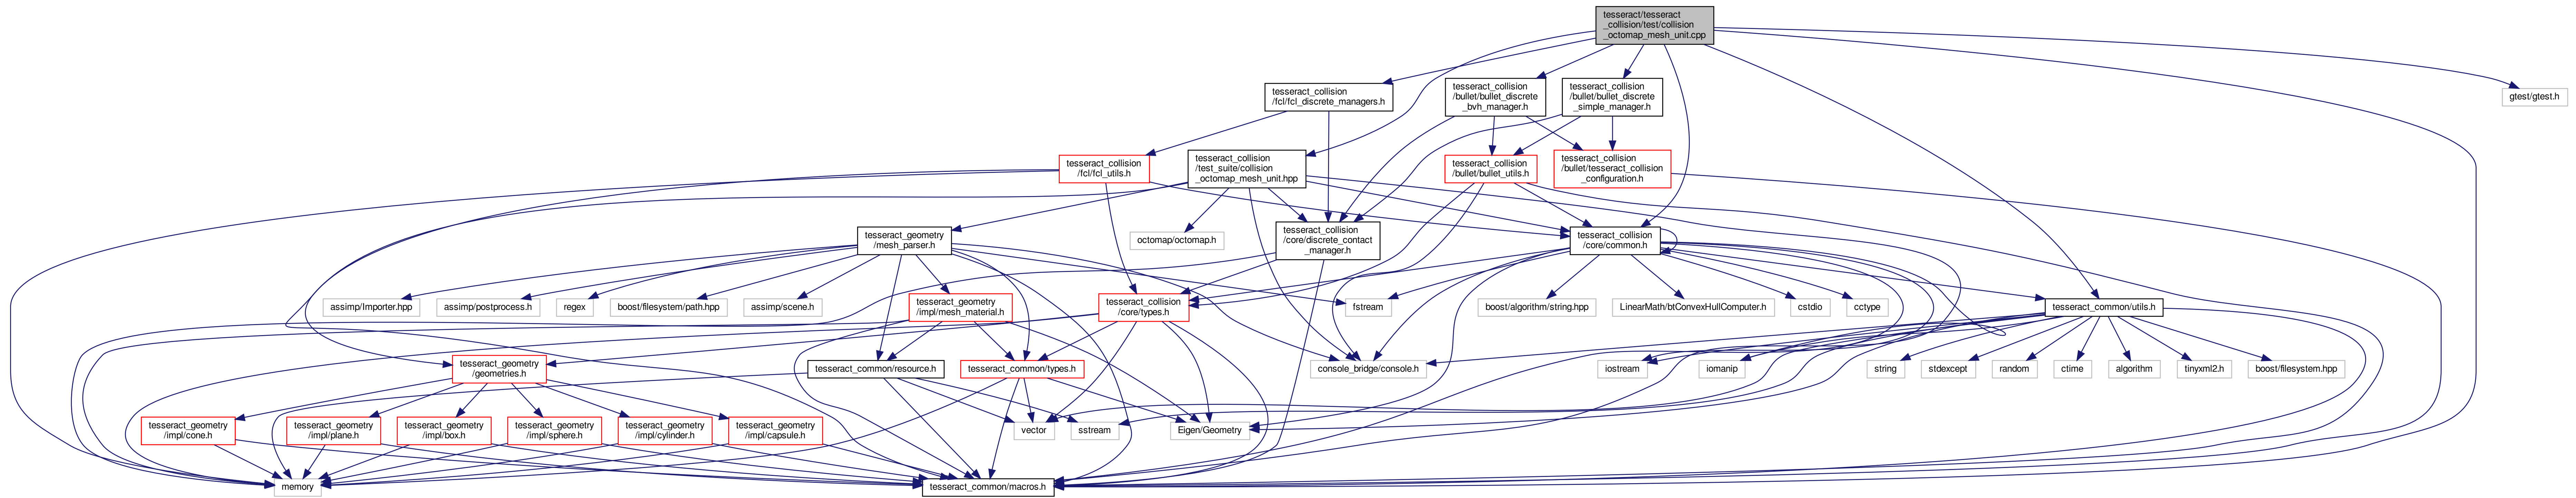 tesseract/tesseract
_collision/test/collision
_octomap_mesh_unit.cpp
tesseract_collision
/fcl/fcl_discrete_managers.h
tesseract_collision
/bullet/bullet_discrete
_bvh_manager.h
tesseract_collision
/bullet/bullet_discrete
_simple_manager.h
gtest/gtest.h
tesseract_collision
/fcl/fcl_utils.h
tesseract_collision
/test_suite/collision
_octomap_mesh_unit.hpp
tesseract_collision
/bullet/bullet_utils.h
tesseract_collision
/bullet/tesseract_collision
_configuration.h
tesseract_geometry
/mesh_parser.h
octomap/octomap.h
tesseract_collision
/core/discrete_contact
_manager.h
tesseract_collision
/core/common.h
assimp/Importer.hpp
assimp/postprocess.h
regex
boost/filesystem/path.hpp
assimp/scene.h
tesseract_geometry
/impl/mesh_material.h
tesseract_collision
/core/types.h
fstream
boost/algorithm/string.hpp
LinearMath/btConvexHullComputer.h
cstdio
cctype
tesseract_common/utils.h
tesseract_geometry
/geometries.h
tesseract_common/resource.h
tesseract_common/types.h
console_bridge/console.h
iostream
iomanip
string
stdexcept
random
ctime
algorithm
tinyxml2.h
boost/filesystem.hpp
tesseract_geometry
/impl/cone.h
tesseract_geometry
/impl/plane.h
tesseract_geometry
/impl/box.h
tesseract_geometry
/impl/sphere.h
tesseract_geometry
/impl/cylinder.h
tesseract_geometry
/impl/capsule.h
vector
sstream
Eigen/Geometry
memory
tesseract_common/macros.h